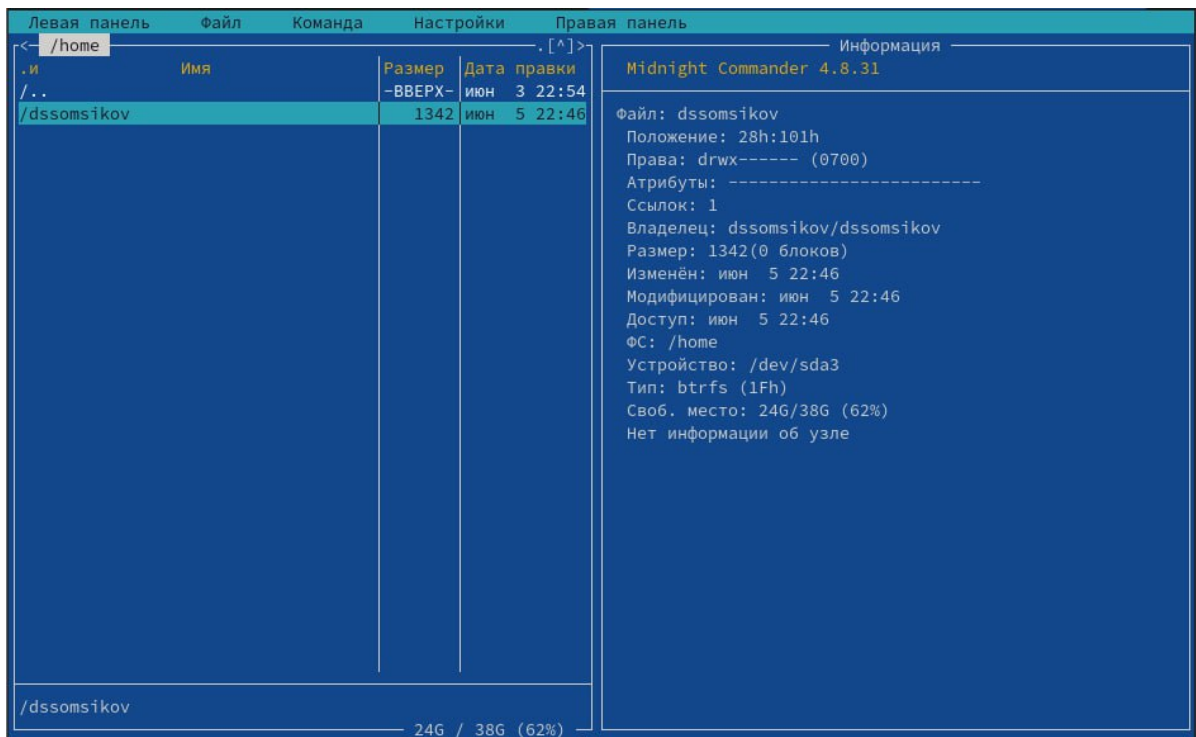 Левая панель Файл Команда Настройки Правая панель
<─ /home .[^]>
.и Имя Размер Дата правки
/.. -ВВЕРХ- июн 3 22:54
/dssomsikov 1342 июн 5 22:46
/dssomsikov
24G / 38G (62%)
Информация
Midnight Commander 4.8.31
Файл: dssomsikov
Положение: 28h:101h
Права: drwx------ (0700)
Атрибуты: -------------------------
Ссылок: 1
Владелец: dssomsikov/dssomsikov
Размер: 1342(0 блоков)
Изменён: июн 5 22:46
Модифицирован: июн 5 22:46
Доступ: июн 5 22:46
ФС: /home
Устройство: /dev/sda3
Тип: btrfs (1Fh)
Своб. место: 24G/38G (62%)
Нет информации об узле